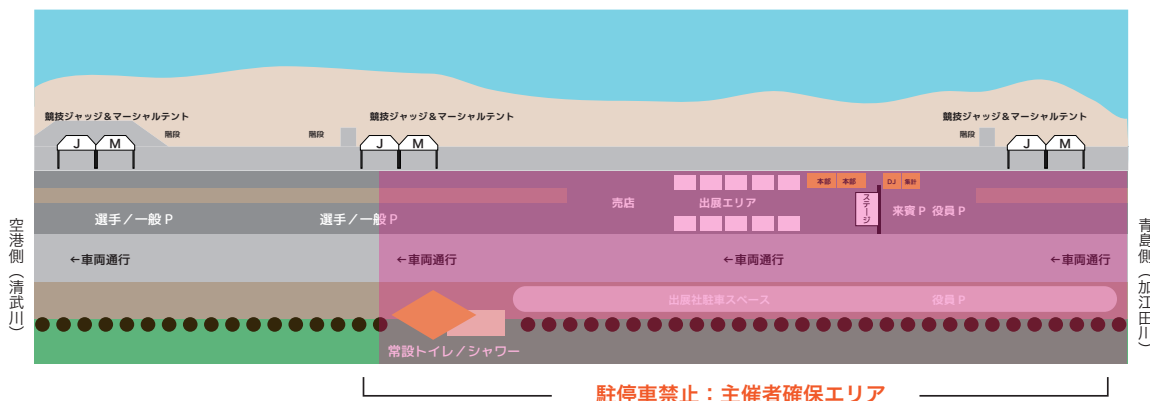 競技ジャッジ&マーシャルテント
競技ジャッジ&マーシャルテント
競技ジャッジ&マーシャルテント
階段
階段
階段
J M
J M
J M
本部 本部
DJ 集計
売店
出展エリア
ステージ
来賓 P 役員 P
選手/一般 P
選手/一般 P
←車両通行
←車両通行
←車両通行
←車両通行
出展社駐車スペース
役員 P
常設トイレ/シャワー
空港側(清武川)
青島側(加江田川)
駐停車禁止:主催者確保エリア